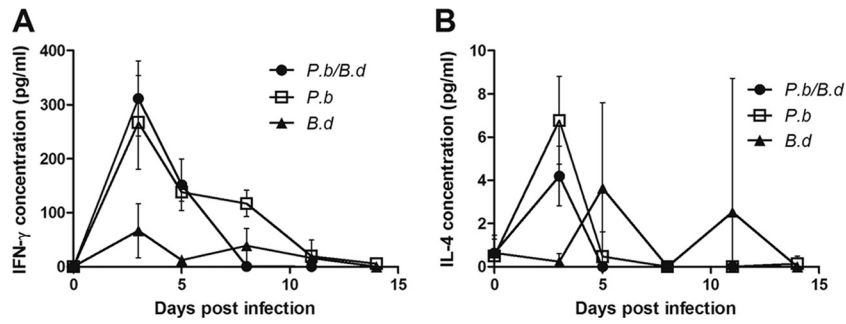 A
IFN-γ concentration (pg/ml)
400
300
200
100
0
0
5
10
15
Days post infection
P.b/B.d
P.b
B.d
B
IL-4 concentration (pg/ml)
10
8
6
4
2
0
0
5
10
15
Days post infection
P.b/B.d
P.b
B.d